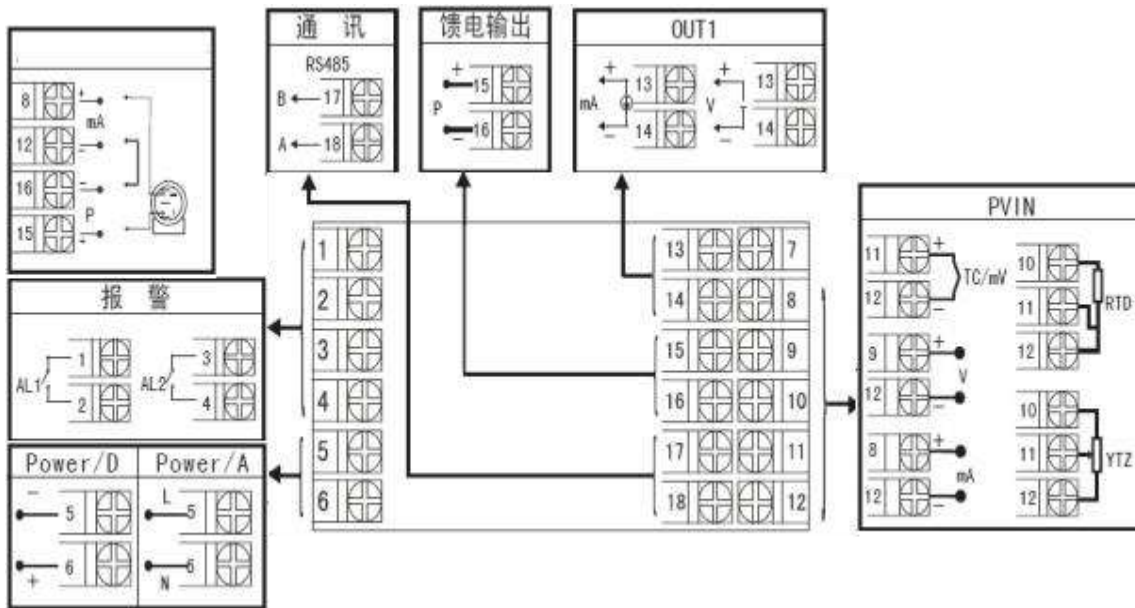 8 + mA
12 -
16 -
15 P +
通 讯
RS485
B 17
A 18
馈电输出
+ 15
P
- 16
OUT1
+ 13 + 13
mA V
- 14 - 14
报 警
AL1 1 AL2 3
2 4
Power/D Power/A
- 5 L 5
+ 6 N 6
1
2
3
4
5
6
13 7
14 8
15 9
16 10
17 11
18 12
PVIN
11 + 10
TC/mV RTD
12 - 11
12
9 +
V
12 - 10
8 + 11 YTZ
mA
12 - 12